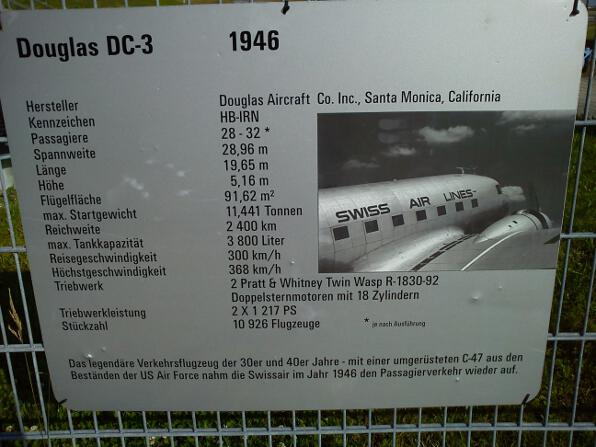 Douglas DC-3 1946
Hersteller Douglas Aircraft Co. Inc., Santa Monica, California
Kennzeichen HB-IRN
Passagiere 28 - 32 *
Spannweite 28,96 m
Länge 19,65 m
Höhe 5,16 m
Flügelfläche 91,62 m²
max. Startgewicht 11,441 Tonnen
Reichweite 2 400 km
max. Tankkapazität 3 800 Liter
Reisegeschwindigkeit 300 km/h
Höchstgeschwindigkeit 368 km/h
Triebwerk 2 Pratt & Whitney Twin Wasp R-1830-92
Doppelsternmotoren mit 18 Zylindern
Triebwerkleistung 2 X 1 217 PS
Stückzahl 10 926 Flugzeuge * je nach Ausführung
SWISS AIR LINES
Das legendäre Verkehrsflugzeug der 30er und 40er Jahre - mit einer umgerüsteten C-47 aus den
Beständen der US Air Force nahm die Swissair im Jahr 1946 den Passagierverkehr wieder auf.